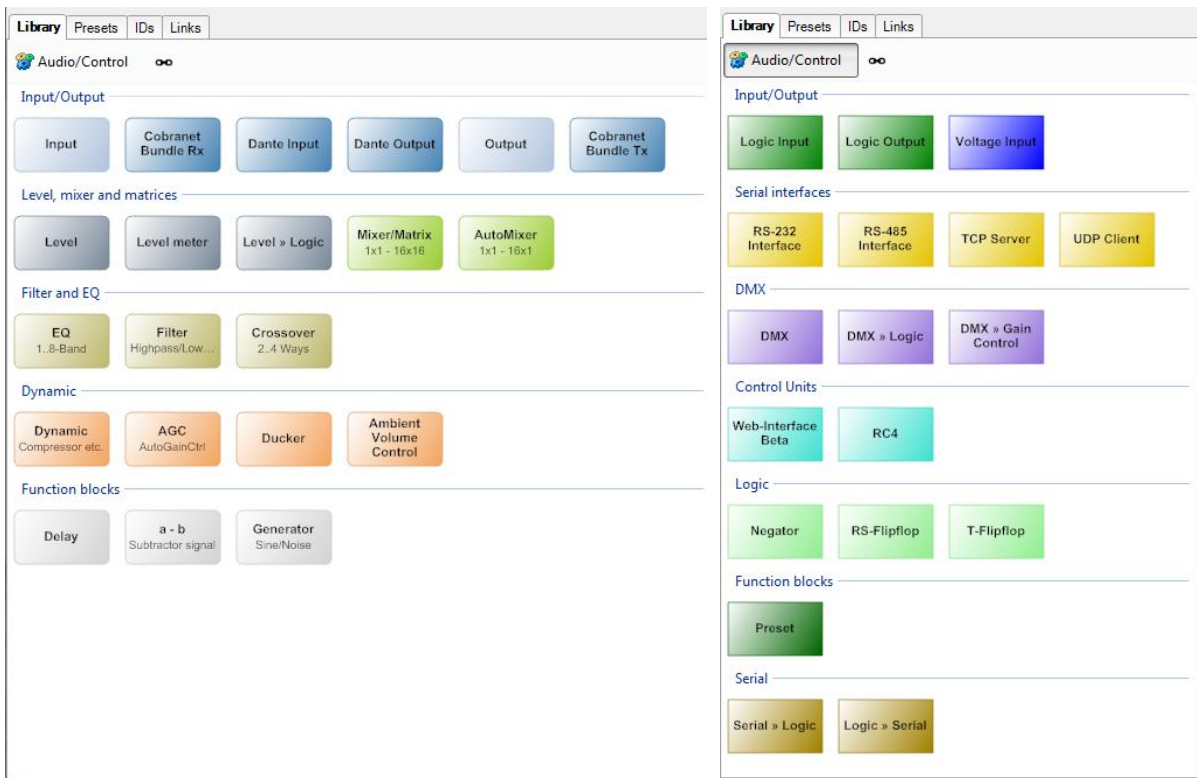 Library Presets IDs Links
Audio/Control
Input/Output
Input
Cobranet
Bundle Rx
Dante Input
Dante Output
Output
Cobranet
Bundle Tx
Level, mixer and matrices
Level
Level meter
Level » Logic
Mixer/Matrix
1x1 - 16x16
AutoMixer
1x1 - 16x1
Filter and EQ
EQ
1..8-Band
Filter
Highpass/Low...
Crossover
2..4 Ways
Dynamic
Dynamic
Compressor etc.
AGC
AutoGainCtrl
Ducker
Ambient
Volume
Control
Function blocks
Delay
a - b
Subtractor signal
Generator
Sine/Noise
Library Presets IDs Links
Audio/Control
Input/Output
Logic Input
Logic Output
Voltage Input
Serial interfaces
RS-232
Interface
RS-485
Interface
TCP Server
UDP Client
DMX
DMX
DMX » Logic
DMX » Gain
Control
Control Units
Web-Interface
Beta
RC4
Logic
Negator
RS-Flipflop
T-Flipflop
Function blocks
Preset
Serial
Serial » Logic
Logic » Serial